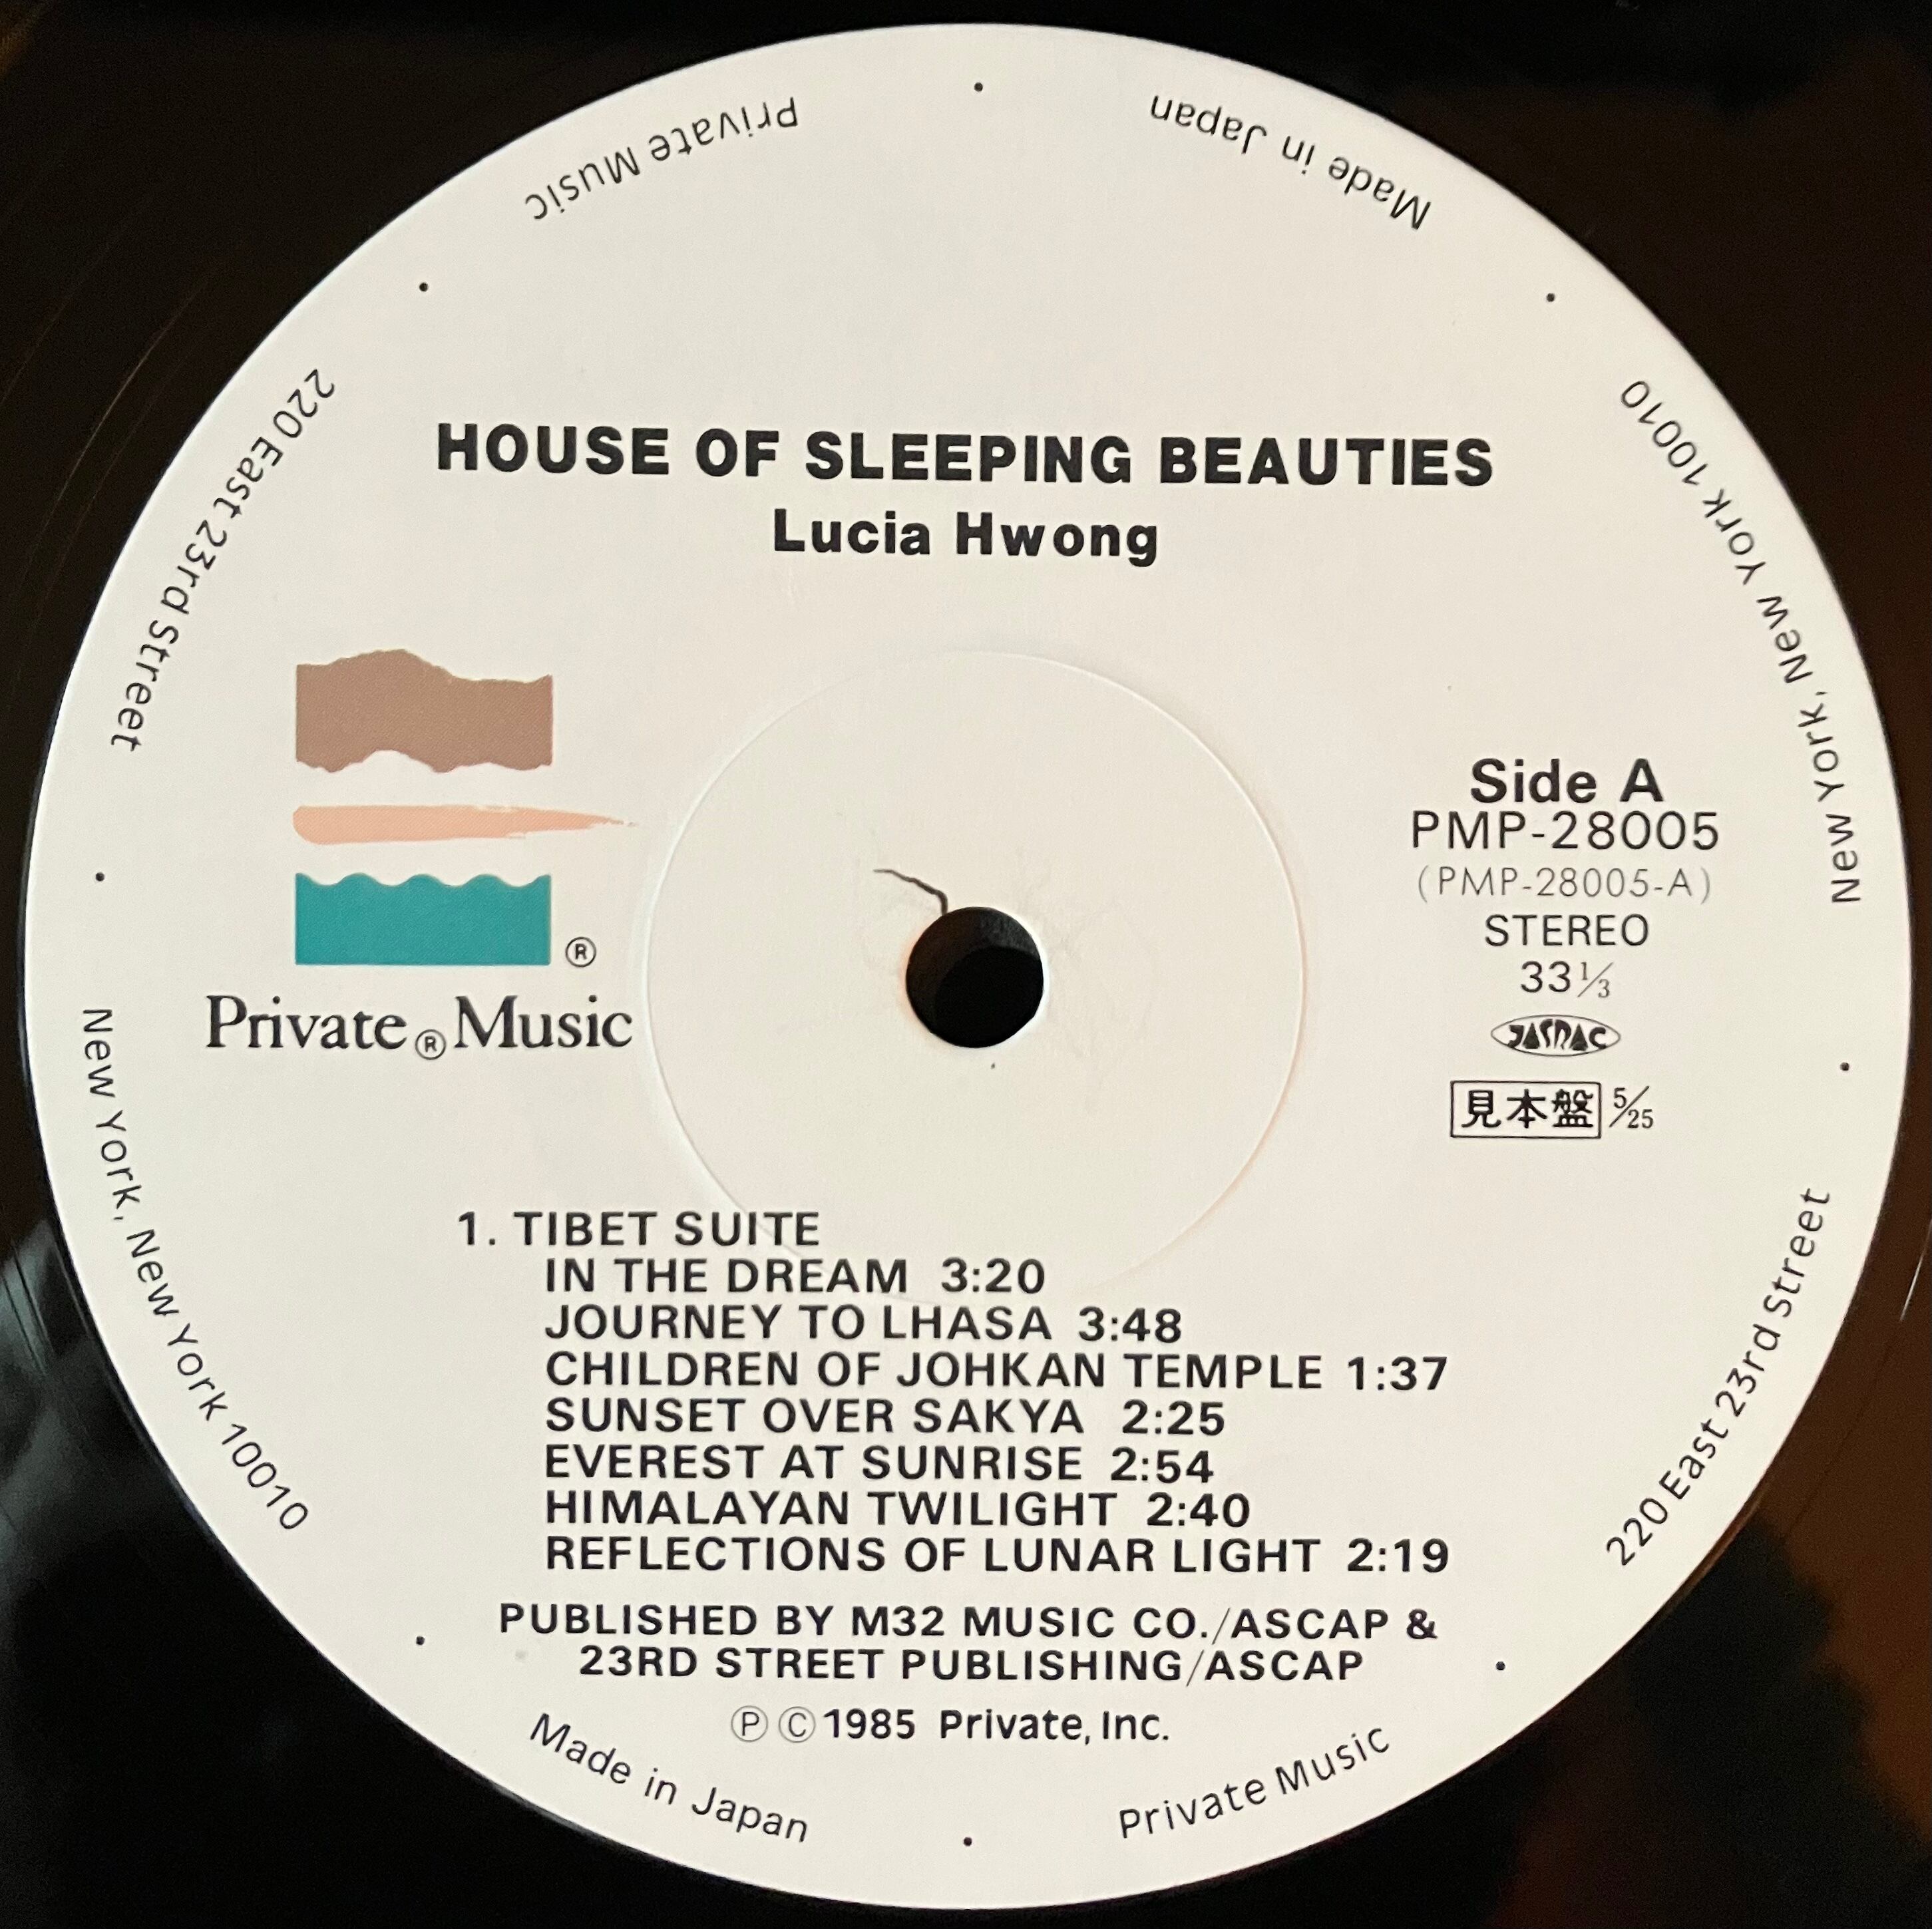 Private Music
Made in Japan
220 East 23rd Street
New York, New York 10010
HOUSE OF SLEEPING BEAUTIES
Lucia Hwong
®
Private ® Music
Side A
PMP-28005
(PMP-28005-A)
STEREO
33 1/3
JASRAC
見本盤 5/25
1. TIBET SUITE
IN THE DREAM 3:20
JOURNEY TO LHASA 3:48
CHILDREN OF JOHKAN TEMPLE 1:37
SUNSET OVER SAKYA 2:25
EVEREST AT SUNRISE 2:54
HIMALAYAN TWILIGHT 2:40
REFLECTIONS OF LUNAR LIGHT 2:19
PUBLISHED BY M32 MUSIC CO./ASCAP &
23RD STREET PUBLISHING/ASCAP
Ⓟ Ⓒ 1985 Private, Inc.
New York, New York 10010
220 East 23rd Street
Made in Japan
Private Music